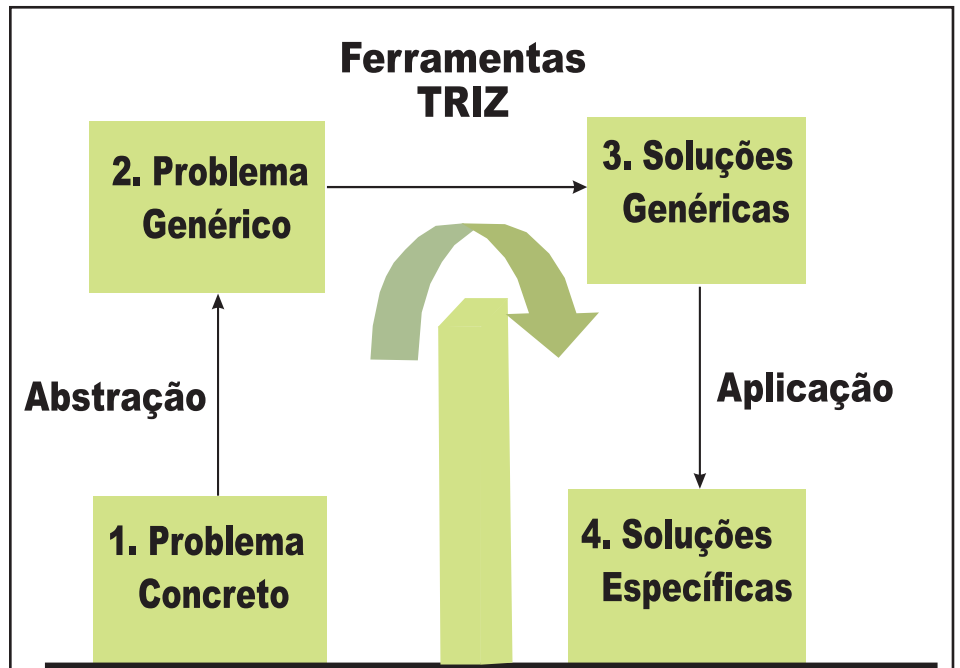 Ferramentas
TRIZ
2. Problema
Genérico
3. Soluções
Genéricas
Abstração
Aplicação
1. Problema
Concreto
4. Soluções
Específicas